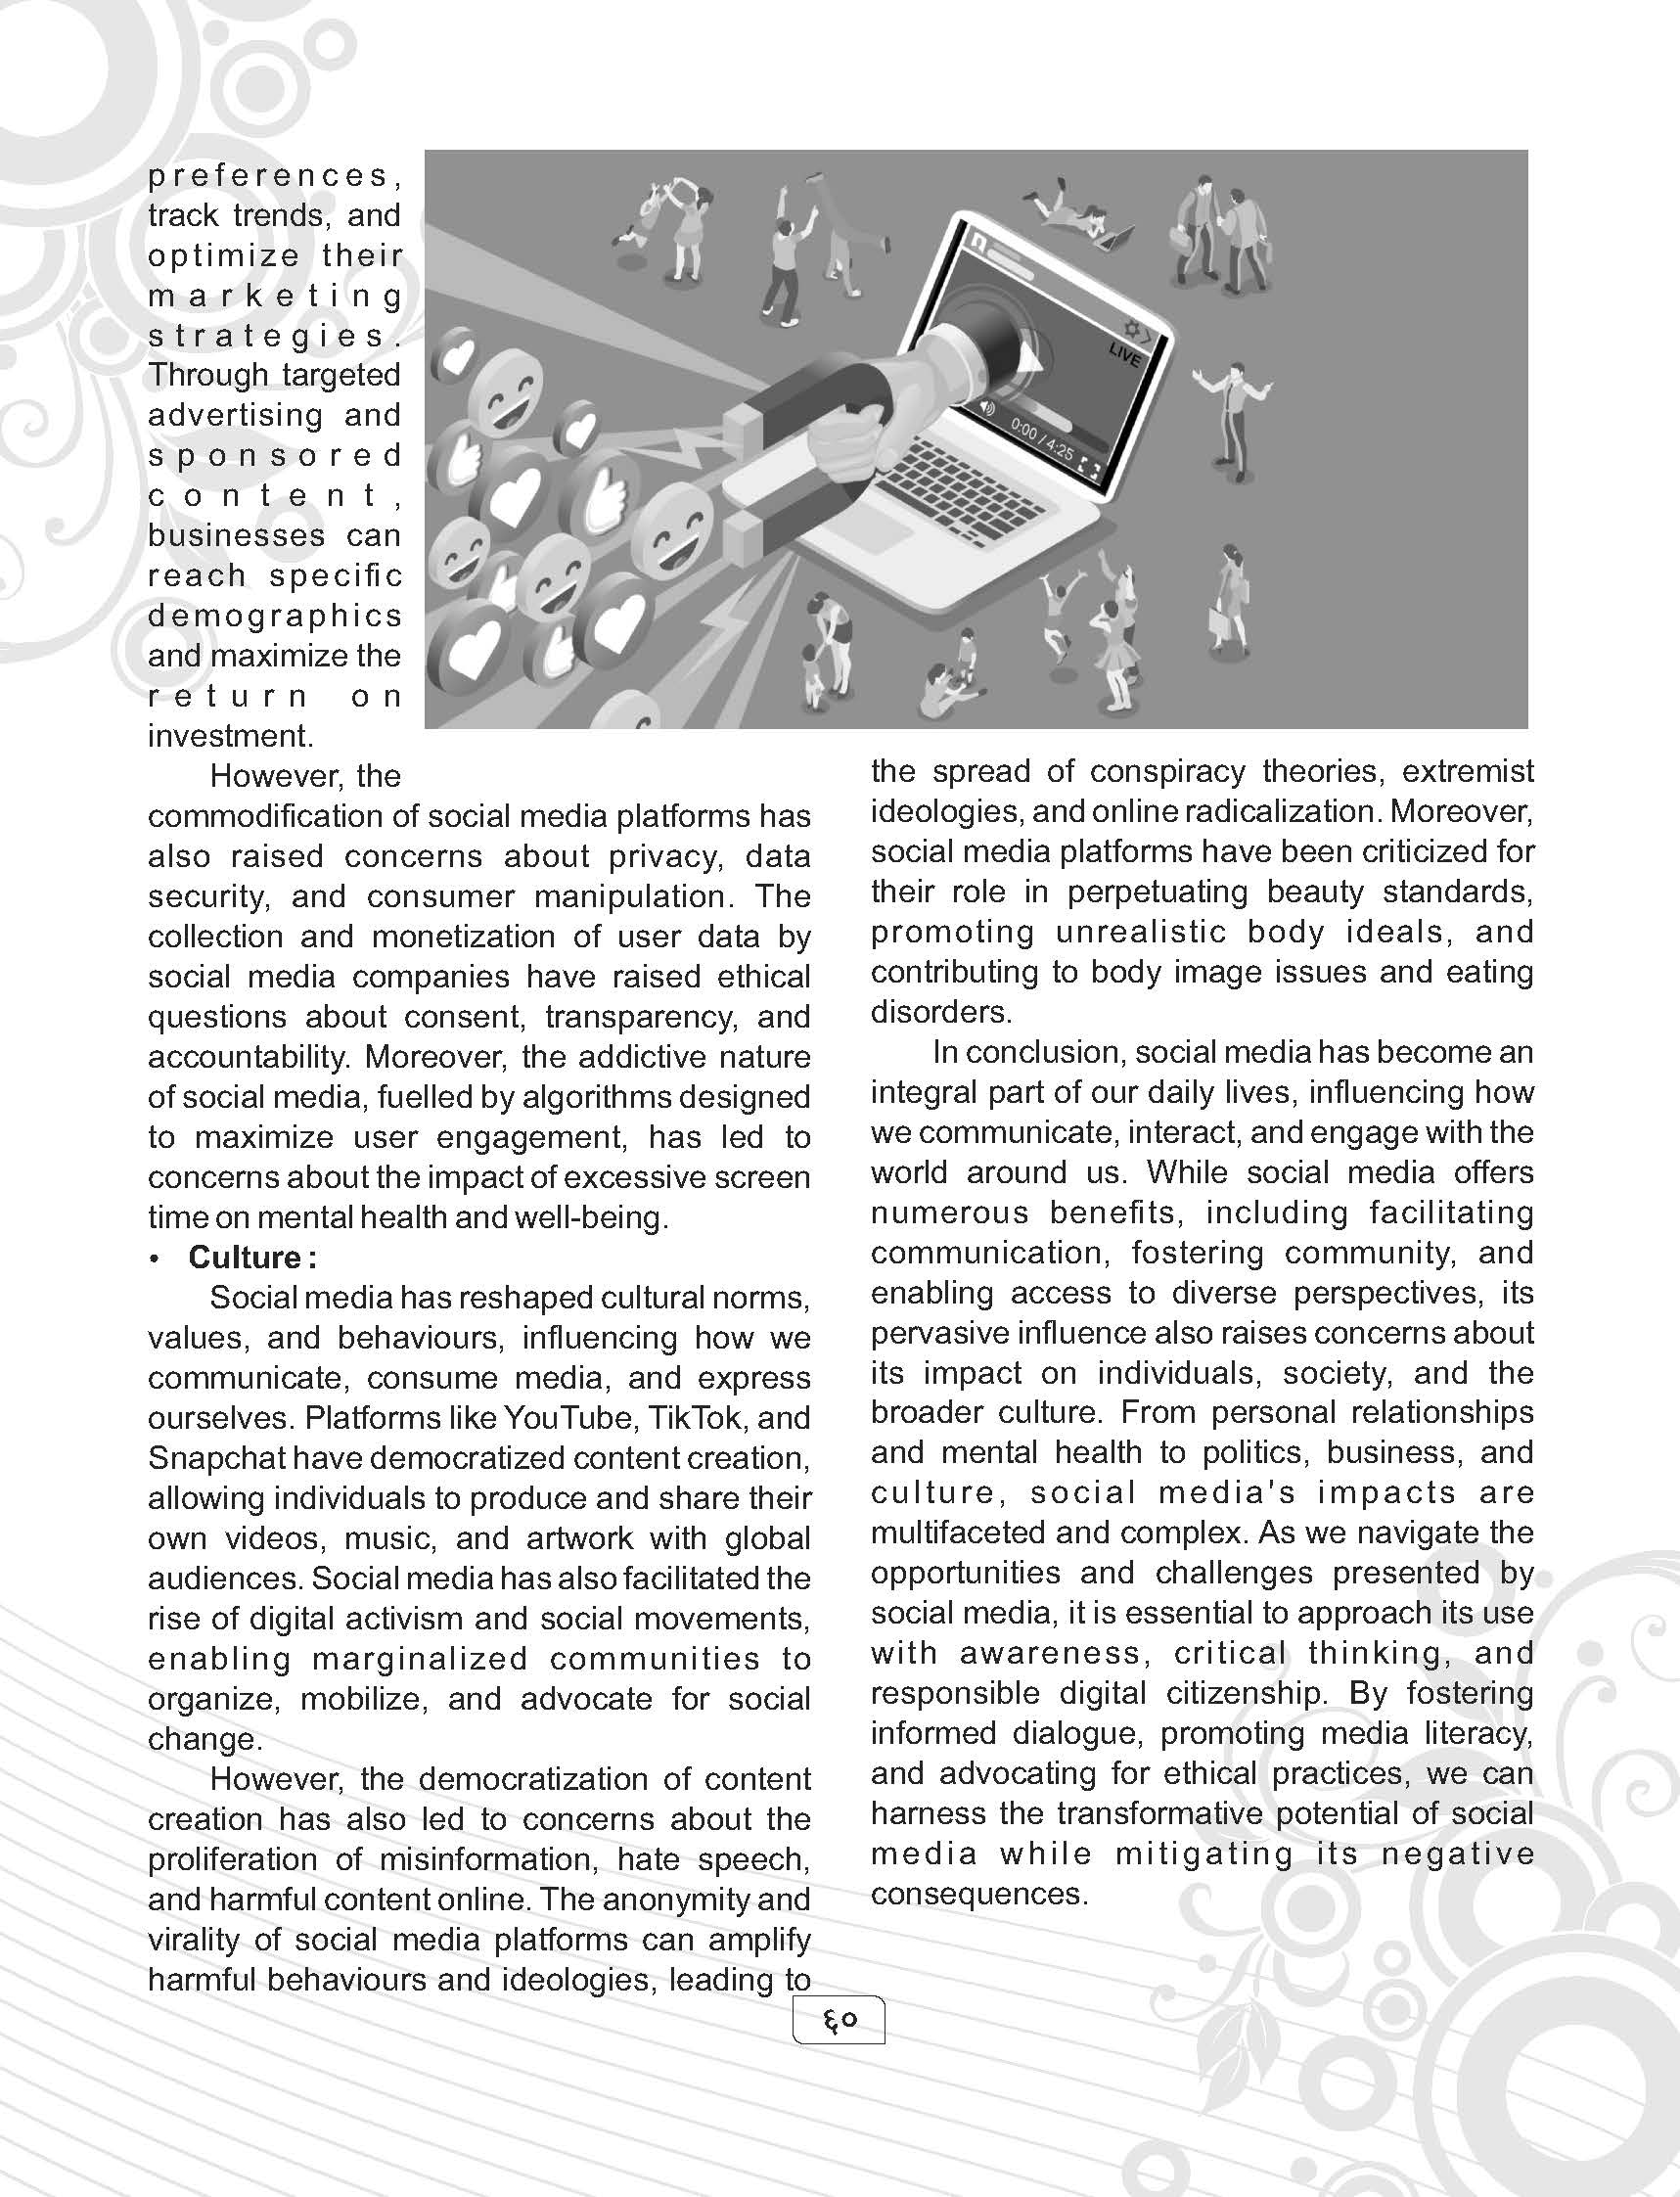 preferences,
track trends, and
optimize their
marketing
strategies.
Through targeted
advertising and
sponsored
content,
businesses can
reach specific
demographics
and maximize the
return on
investment.
However, the
commodification of social media platforms has
also raised concerns about privacy, data
security, and consumer manipulation. The
collection and monetization of user data by
social media companies have raised ethical
questions about consent, transparency, and
accountability. Moreover, the addictive nature
of social media, fuelled by algorithms designed
to maximize user engagement, has led to
concerns about the impact of excessive screen
time on mental health and well-being.
• Culture :
Social media has reshaped cultural norms,
values, and behaviours, influencing how we
communicate, consume media, and express
ourselves. Platforms like YouTube, TikTok, and
Snapchat have democratized content creation,
allowing individuals to produce and share their
own videos, music, and artwork with global
audiences. Social media has also facilitated the
rise of digital activism and social movements,
enabling marginalized communities to
organize, mobilize, and advocate for social
change.
However, the democratization of content
creation has also led to concerns about the
proliferation of misinformation, hate speech,
and harmful content online. The anonymity and
virality of social media platforms can amplify
harmful behaviours and ideologies, leading to
LIVE
0:00 / 4:25
the spread of conspiracy theories, extremist
ideologies, and online radicalization. Moreover,
social media platforms have been criticized for
their role in perpetuating beauty standards,
promoting unrealistic body ideals, and
contributing to body image issues and eating
disorders.
In conclusion, social media has become an
integral part of our daily lives, influencing how
we communicate, interact, and engage with the
world around us. While social media offers
numerous benefits, including facilitating
communication, fostering community, and
enabling access to diverse perspectives, its
pervasive influence also raises concerns about
its impact on individuals, society, and the
broader culture. From personal relationships
and mental health to politics, business, and
culture, social media's impacts are
multifaceted and complex. As we navigate the
opportunities and challenges presented by
social media, it is essential to approach its use
with awareness, critical thinking, and
responsible digital citizenship. By fostering
informed dialogue, promoting media literacy,
and advocating for ethical practices, we can
harness the transformative potential of social
media while mitigating its negative
consequences.
६०